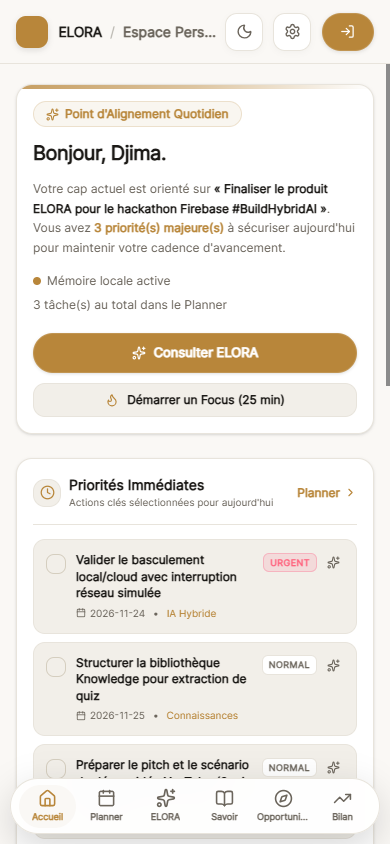 ELORA / Espace Pers...
Point d'Alignement Quotidien
Bonjour, Djima.
Votre cap actuel est orienté sur « Finaliser le produit
ELORA pour le hackathon Firebase #BuildHybridAI ».
Vous avez 3 priorité(s) majeure(s) à sécuriser aujourd'hui
pour maintenir votre cadence d'avancement.
Mémoire locale active
3 tâche(s) au total dans le Planner
Consulter ELORA
Démarrer un Focus (25 min)
Priorités Immédiates
Actions clés sélectionnées pour aujourd'hui
Planner
Valider le basculement
local/cloud avec interruption
réseau simulée
URGENT
2026-11-24 • IA Hybride
Structurer la bibliothèque
Knowledge pour extraction de
quiz
NORMAL
2026-11-25 • Connaissances
Préparer le pitch et le scénario
NORMAL
Accueil
Planner
ELORA
Savoir
Opportuni...
Bilan